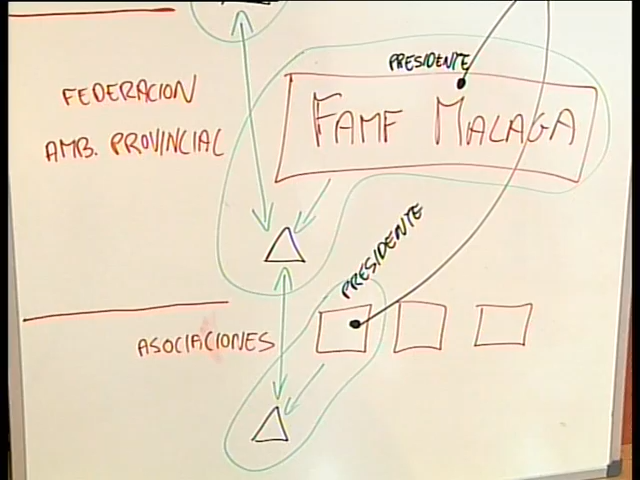 PRESIDENTE
FEDERACION
AMB. PROVINCIAL
FAMF MALAGA
PRESIDENTE
ASOCIACIONES